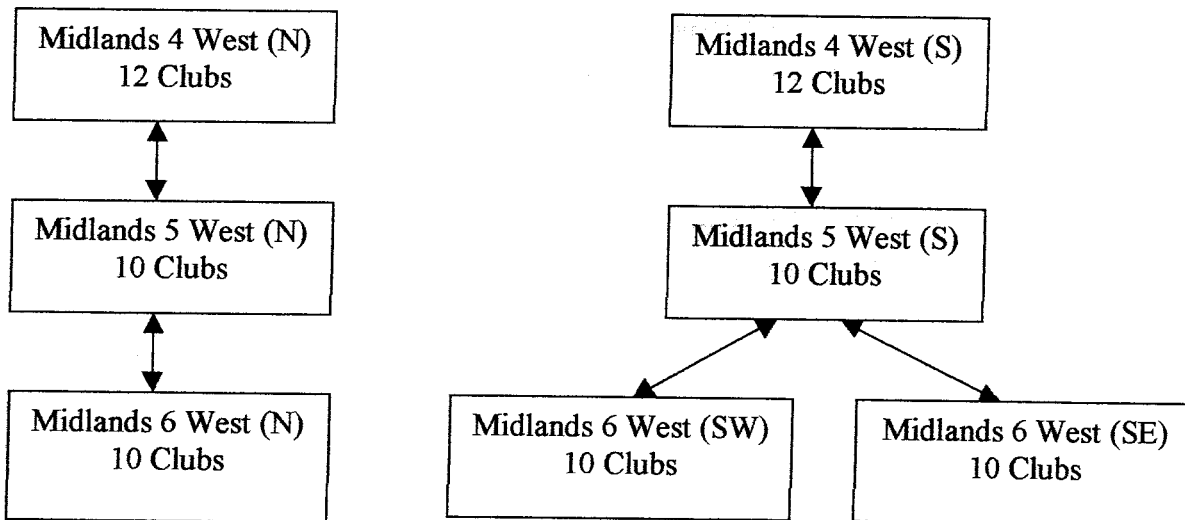 Midlands 4 West (N)
12 Clubs
Midlands 4 West (S)
12 Clubs
Midlands 5 West (N)
10 Clubs
Midlands 5 West (S)
10 Clubs
Midlands 6 West (N)
10 Clubs
Midlands 6 West (SW)
10 Clubs
Midlands 6 West (SE)
10 Clubs